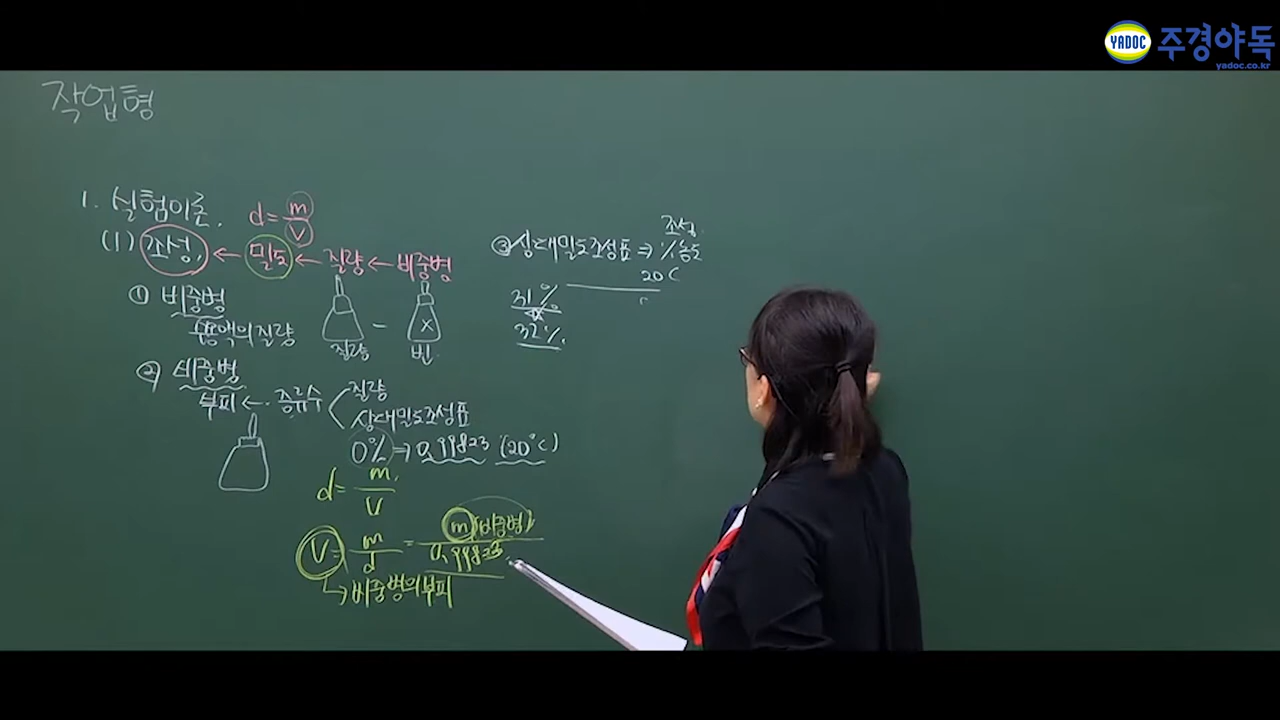 YADOC 주경야독
yadoc.co.kr
작업형
1. 실험이론.
d = m/V
(1) 조성. ← 밀도 ← 질량 ← 비중병
① 비중병
용액의 질량
질량 - 빈
② 비중병
부피 ← 증류수 < 질량
상대밀도조성표
0% ⇒ 0.99823 (20°C)
d = m/V
V = m/d = m(비중병)/0.99823
↳ 비중병의 부피
③ 상대밀도조성표 ⇒ % 농도
조성.
20
31%
32%